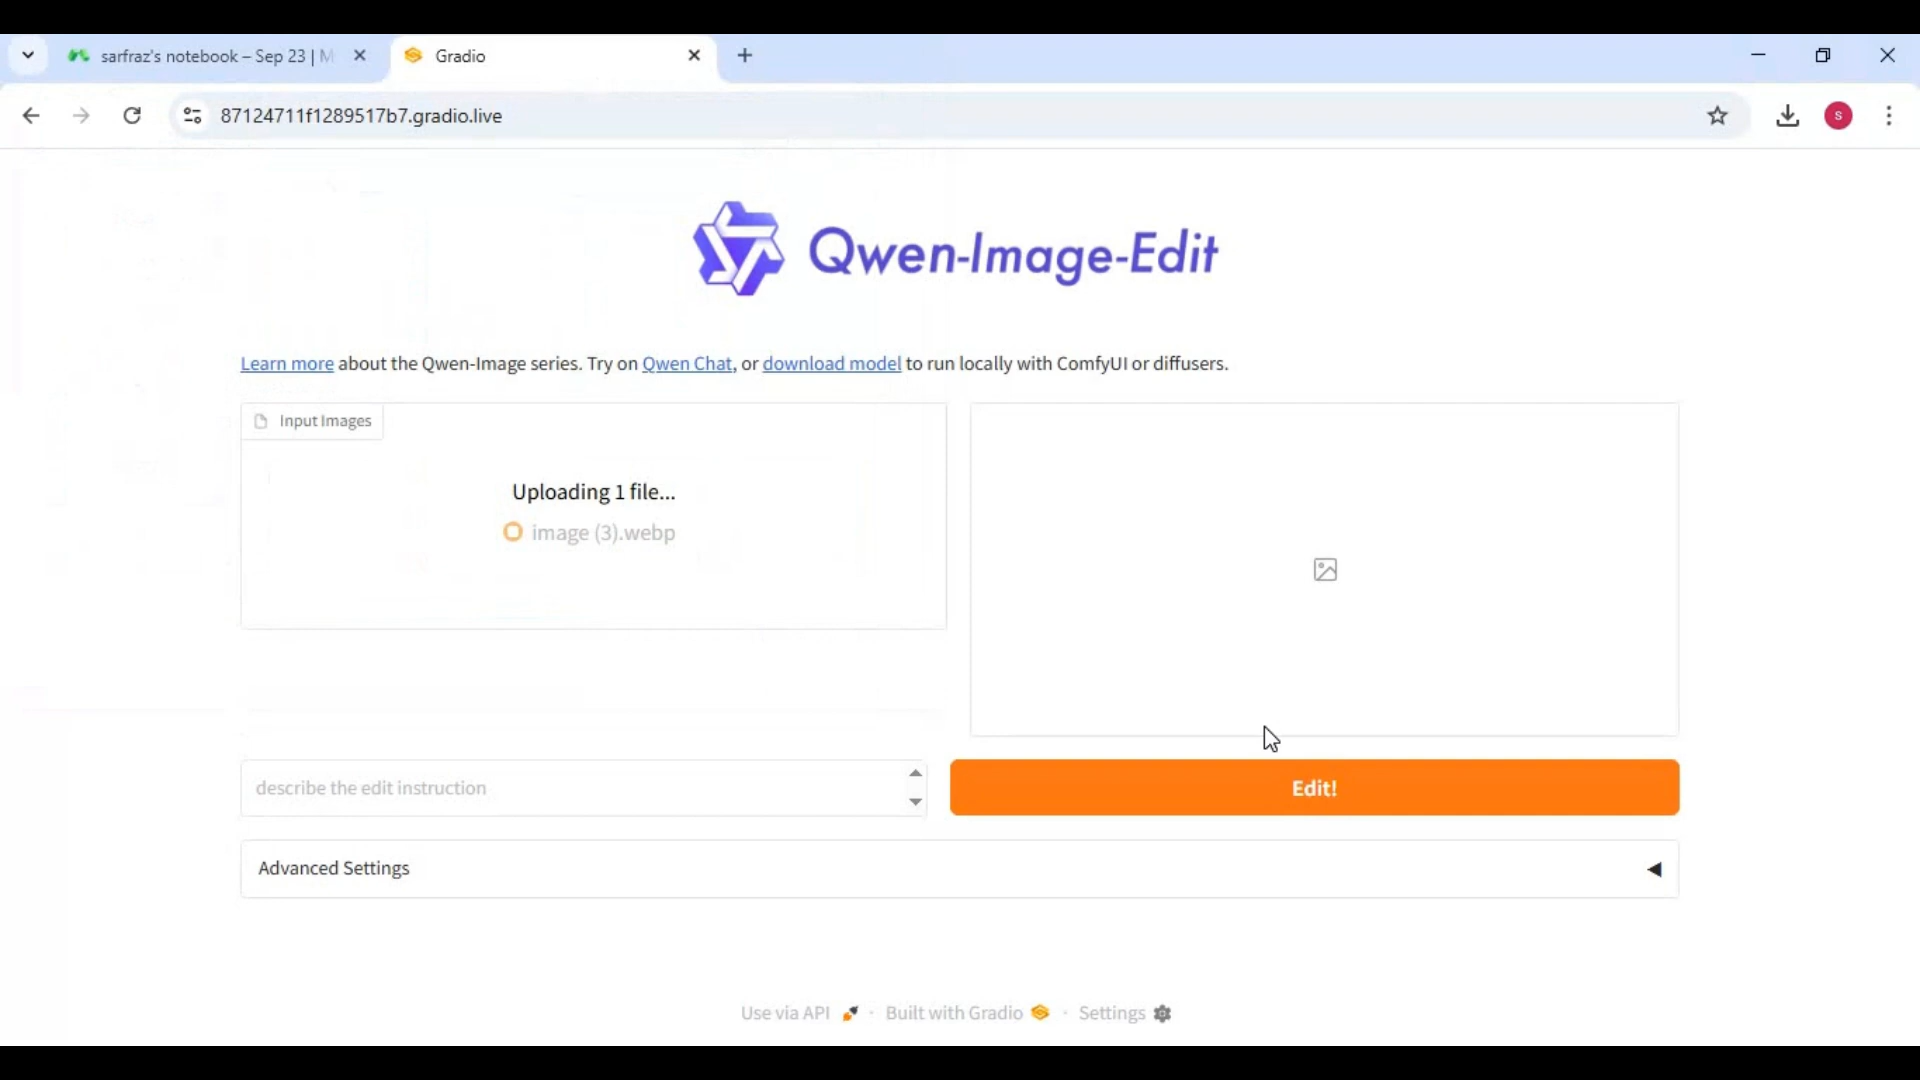 sarfraz's notebook – Sep 23 | M
Gradio
87124711f1289517b7.gradio.live
S
Qwen-Image-Edit
Learn more about the Qwen-Image series. Try on Qwen Chat, or download model to run locally with ComfyUI or diffusers.
Input Images
Uploading 1 file...
image (3).webp
describe the edit instruction
Edit!
Advanced Settings
Use via API · Built with Gradio · Settings